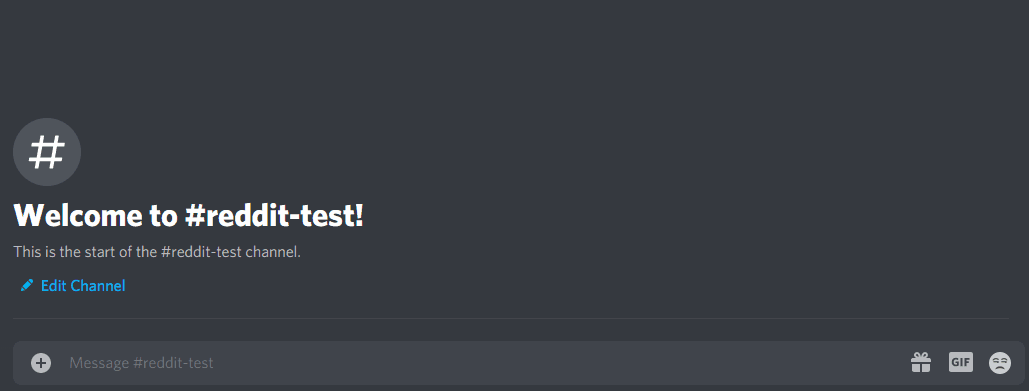 Welcome to #reddit-test!
This is the start of the #reddit-test channel.
Edit Channel
Message #reddit-test GIF